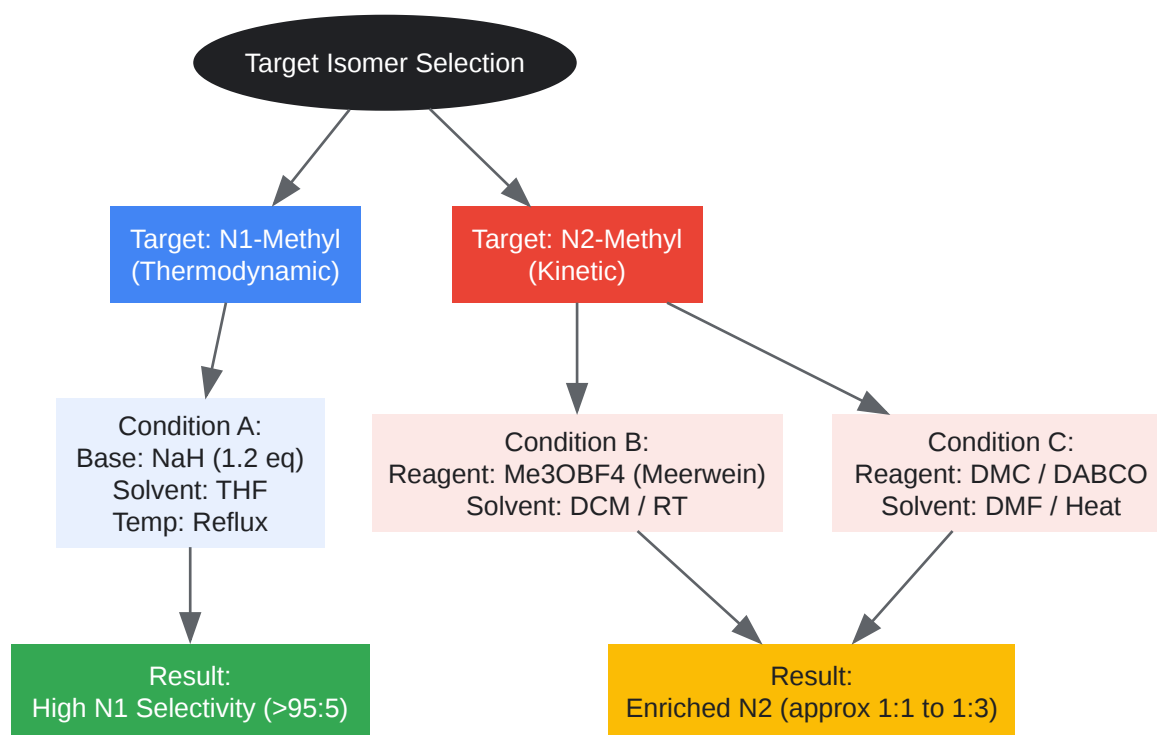 Target Isomer Selection
Target: N1-Methyl
(Thermodynamic)
Target: N2-Methyl
(Kinetic)
Condition A:
Base: NaH (1.2 eq)
Solvent: THF
Temp: Reflux
Condition B:
Reagent: Me3OBF4 (Meerwein)
Solvent: DCM / RT
Condition C:
Reagent: DMC / DABCO
Solvent: DMF / Heat
Result:
High N1 Selectivity (>95:5)
Result:
Enriched N2 (approx 1:1 to 1:3)